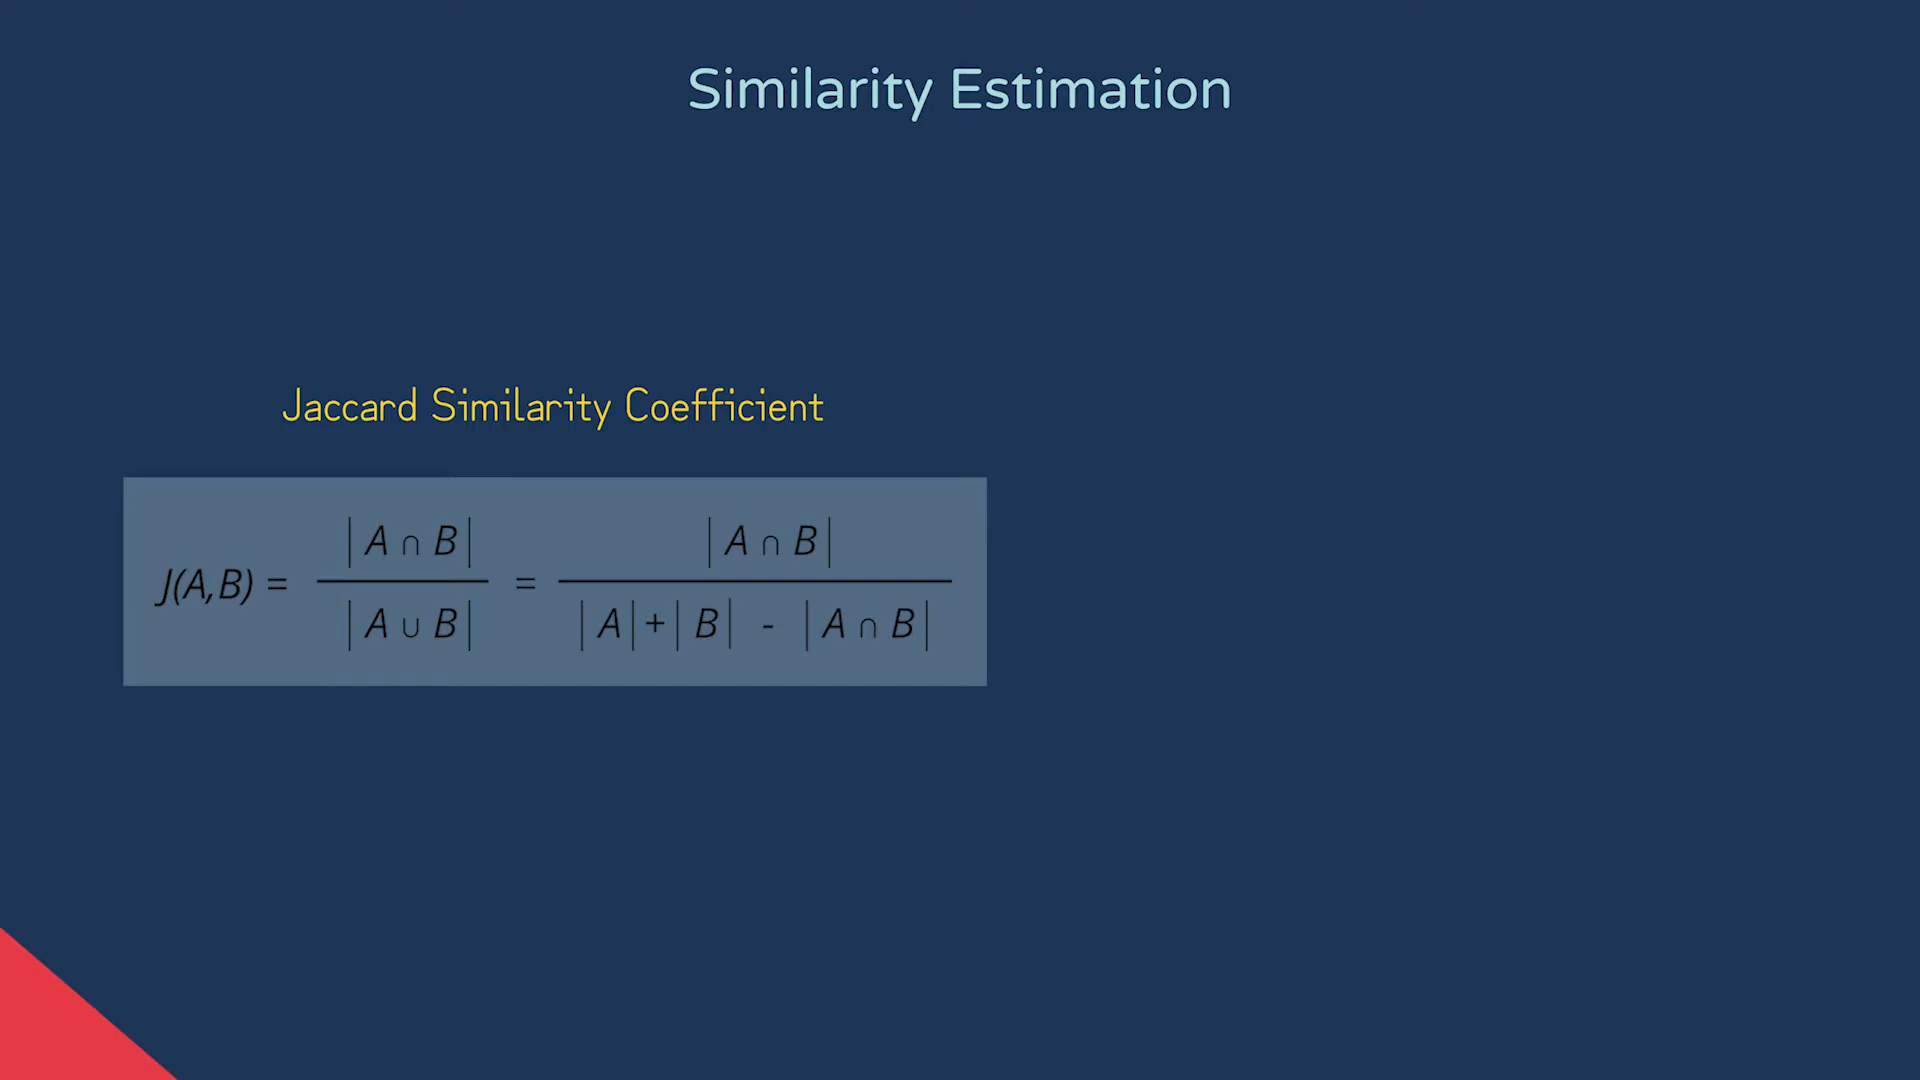 Similarity Estimation
Jaccard Similarity Coefficient
J(A,B) = |A ∩ B| / |A ∪ B| = |A ∩ B| / |A|+|B| - |A ∩ B|